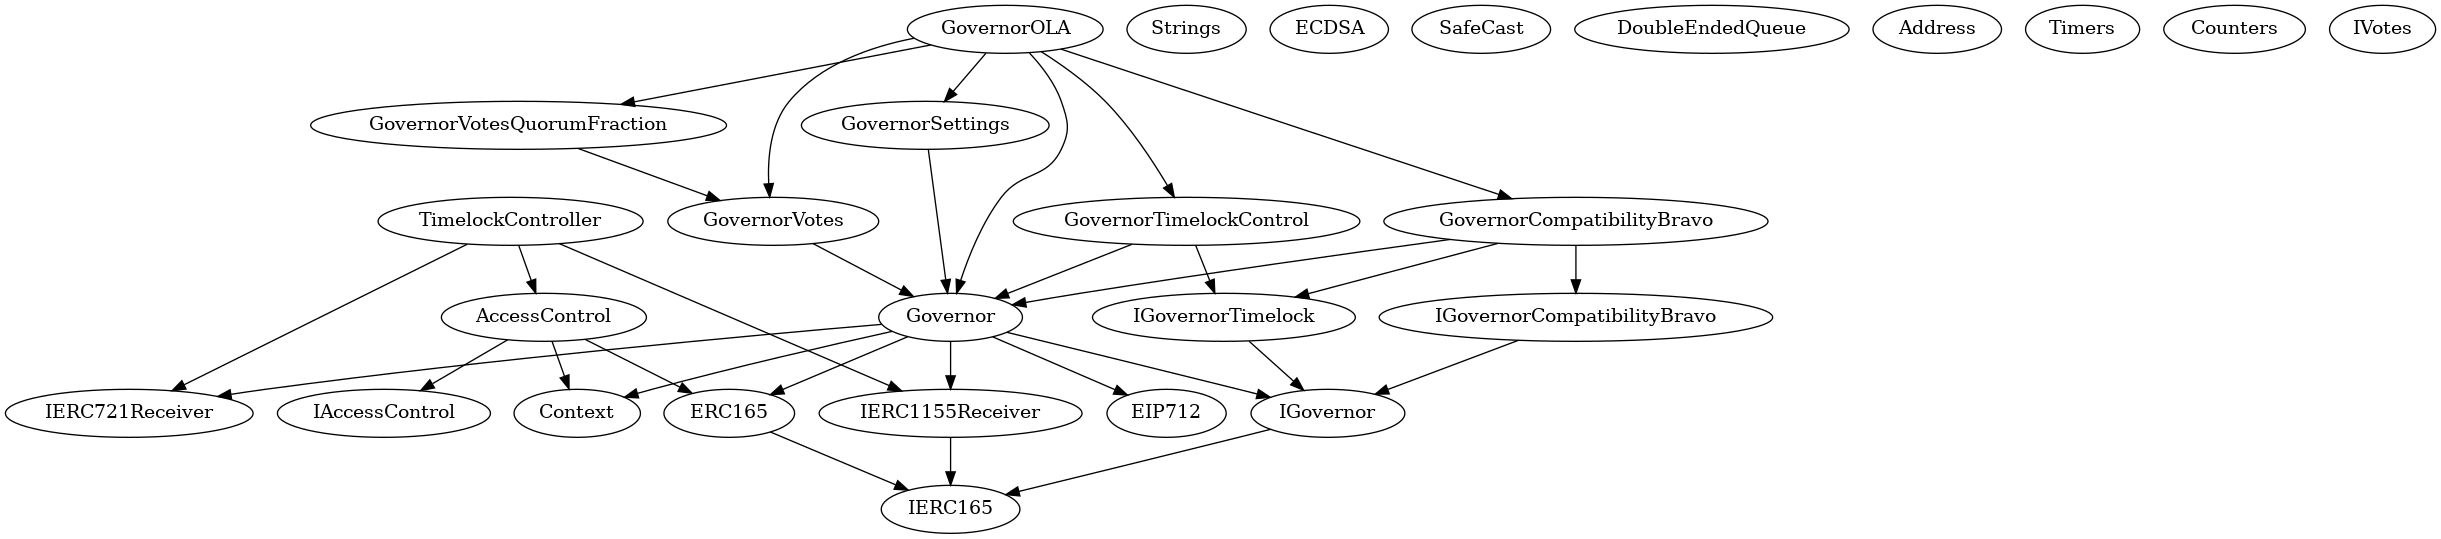 GovernorOLA
Strings
ECDSA
SafeCast
DoubleEndedQueue
Address
Timers
Counters
IVotes
GovernorVotesQuorumFraction
GovernorSettings
TimelockController
GovernorVotes
GovernorTimelockControl
GovernorCompatibilityBravo
AccessControl
Governor
IGovernorTimelock
IGovernorCompatibilityBravo
IERC721Receiver
IAccessControl
Context
ERC165
IERC1155Receiver
EIP712
IGovernor
IERC165